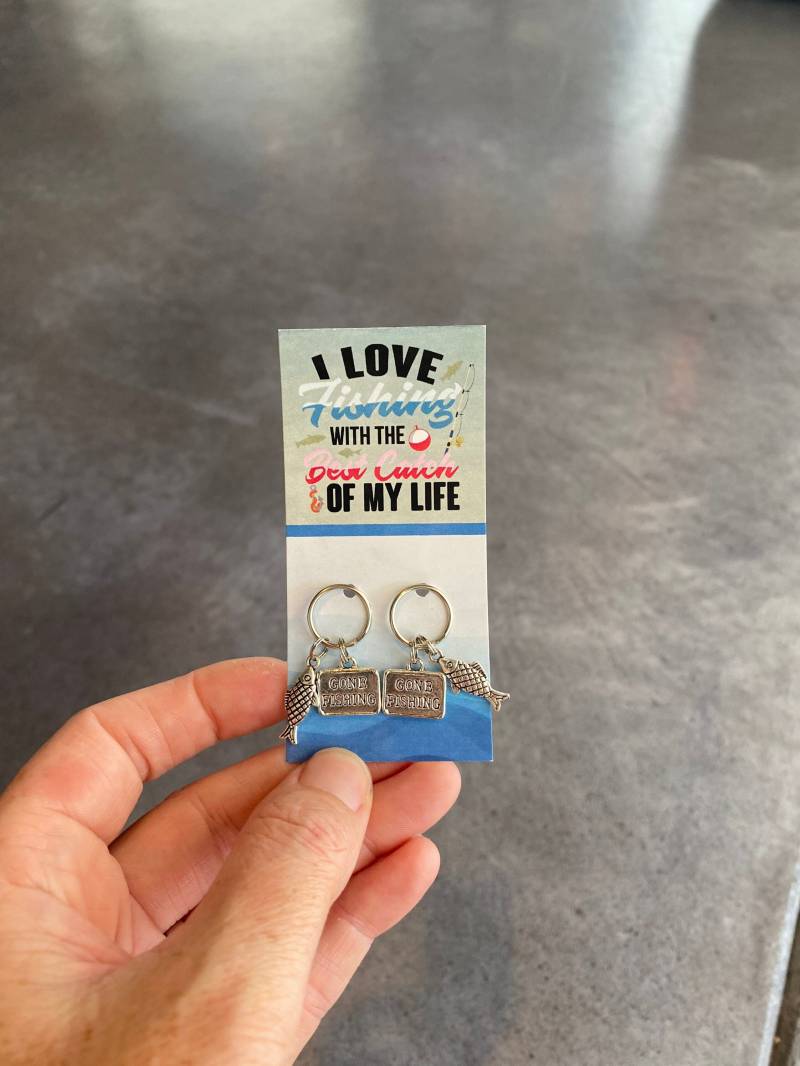 I LOVE
Fishing
WITH THE
Best Catch
OF MY LIFE
GONE
FISHING
GONE
FISHING